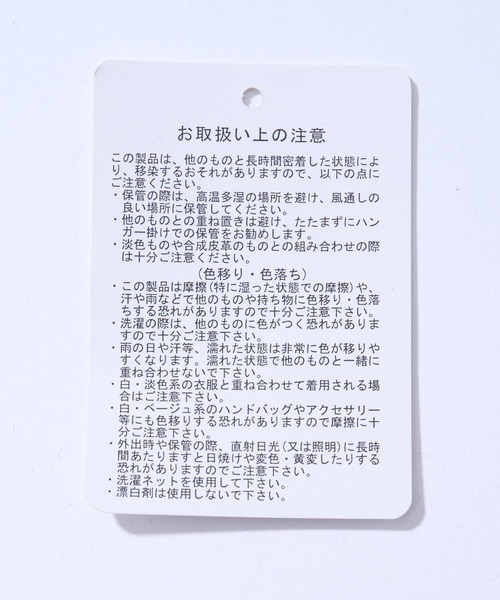 お取扱い上の注意
この製品は、他のものと長時間密着した状態によ
り、移染するおそれがありますので、以下の点に
ご注意ください。
・保管の際は、高温多湿の場所を避け、風通しの
良い場所に保管してください。
・他のものとの重ね置きは避け、たたまずにハン
ガー掛けでの保管をお勧めします。
・淡色ものや合成皮革のものとの組み合わせの際
は十分ご注意ください。
(色移り・色落ち)
・この製品は摩擦(特に湿った状態での摩擦)や、
汗や雨などで他のものや持ち物に色移り・色落
ちする恐れがありますので十分ご注意下さい。
・洗濯の際は、他のものに色がつく恐れがありま
すので十分ご注意下さい。
・雨の日や汗等、濡れた状態は非常に色が移りや
すくなります。濡れた状態で他のものと一緒に
重ね合わせないで下さい。
・白・淡色系の衣服と重ね合わせて着用される場
合はご注意下さい。
・白・ベージュ系のハンドバッグやアクセサリー
等にも色移りする恐れがありますので摩擦に十
分ご注意下さい。
・外出時や保管の際、直射日光(又は照明)に長時
間あたりますと日焼けや変色・黄変したりする
恐れがありますのでご注意下さい。
・洗濯ネットを使用して下さい。
・漂白剤は使用しないで下さい。